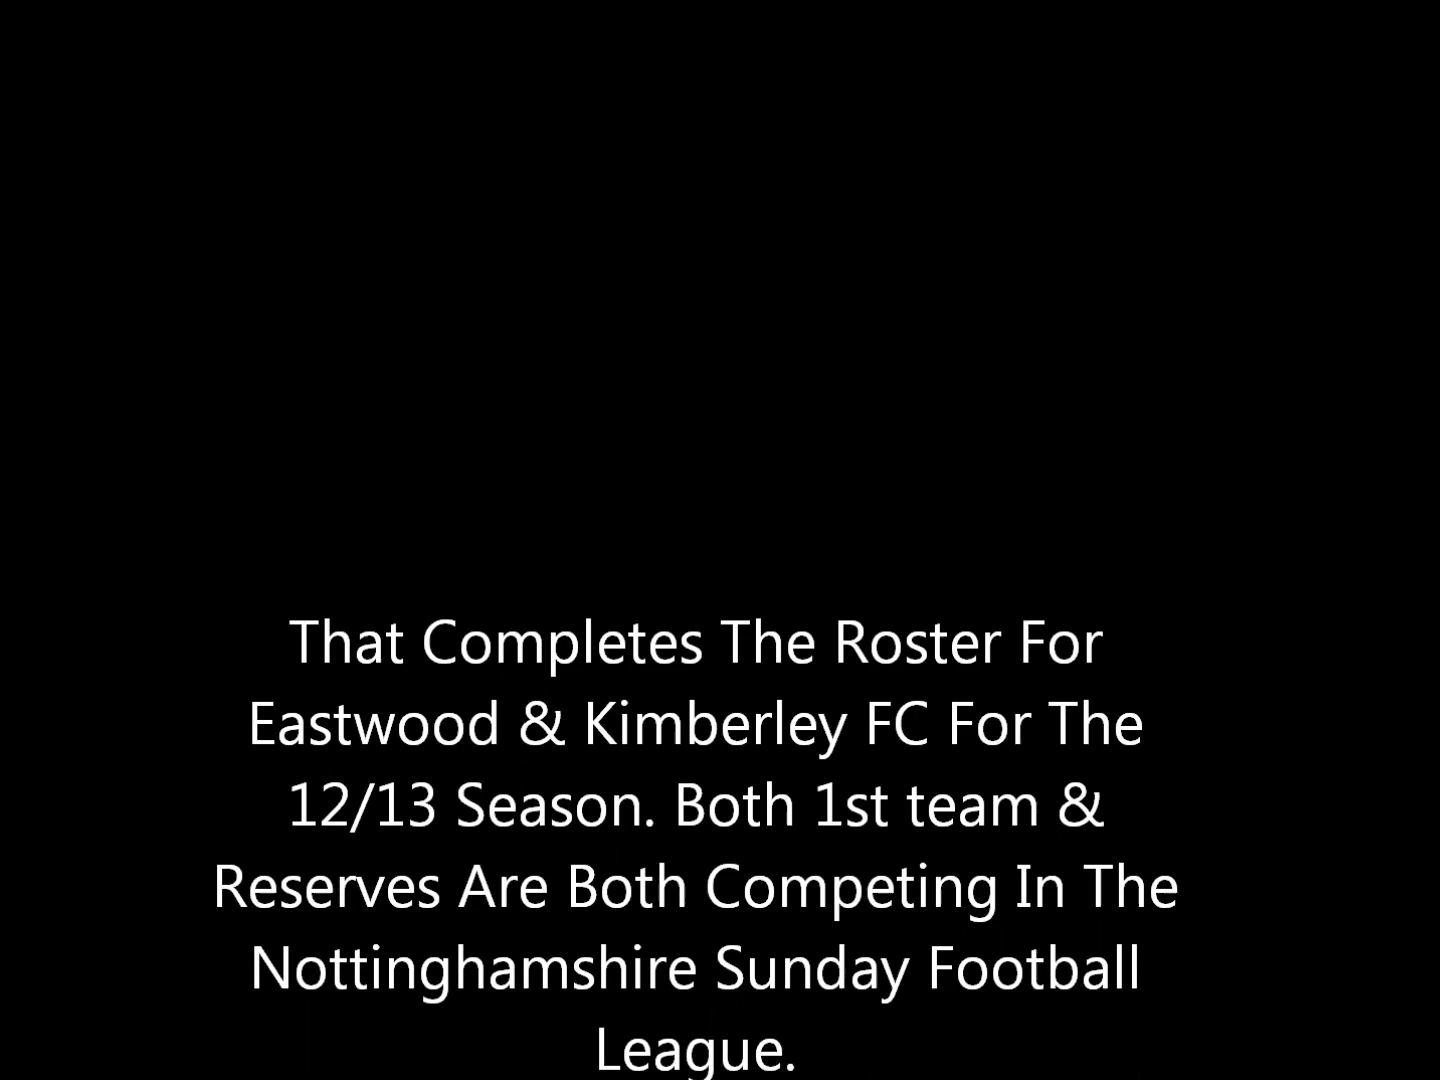 That Completes The Roster For
Eastwood & Kimberley FC For The
12/13 Season. Both 1st team &
Reserves Are Both Competing In The
Nottinghamshire Sunday Football
League.